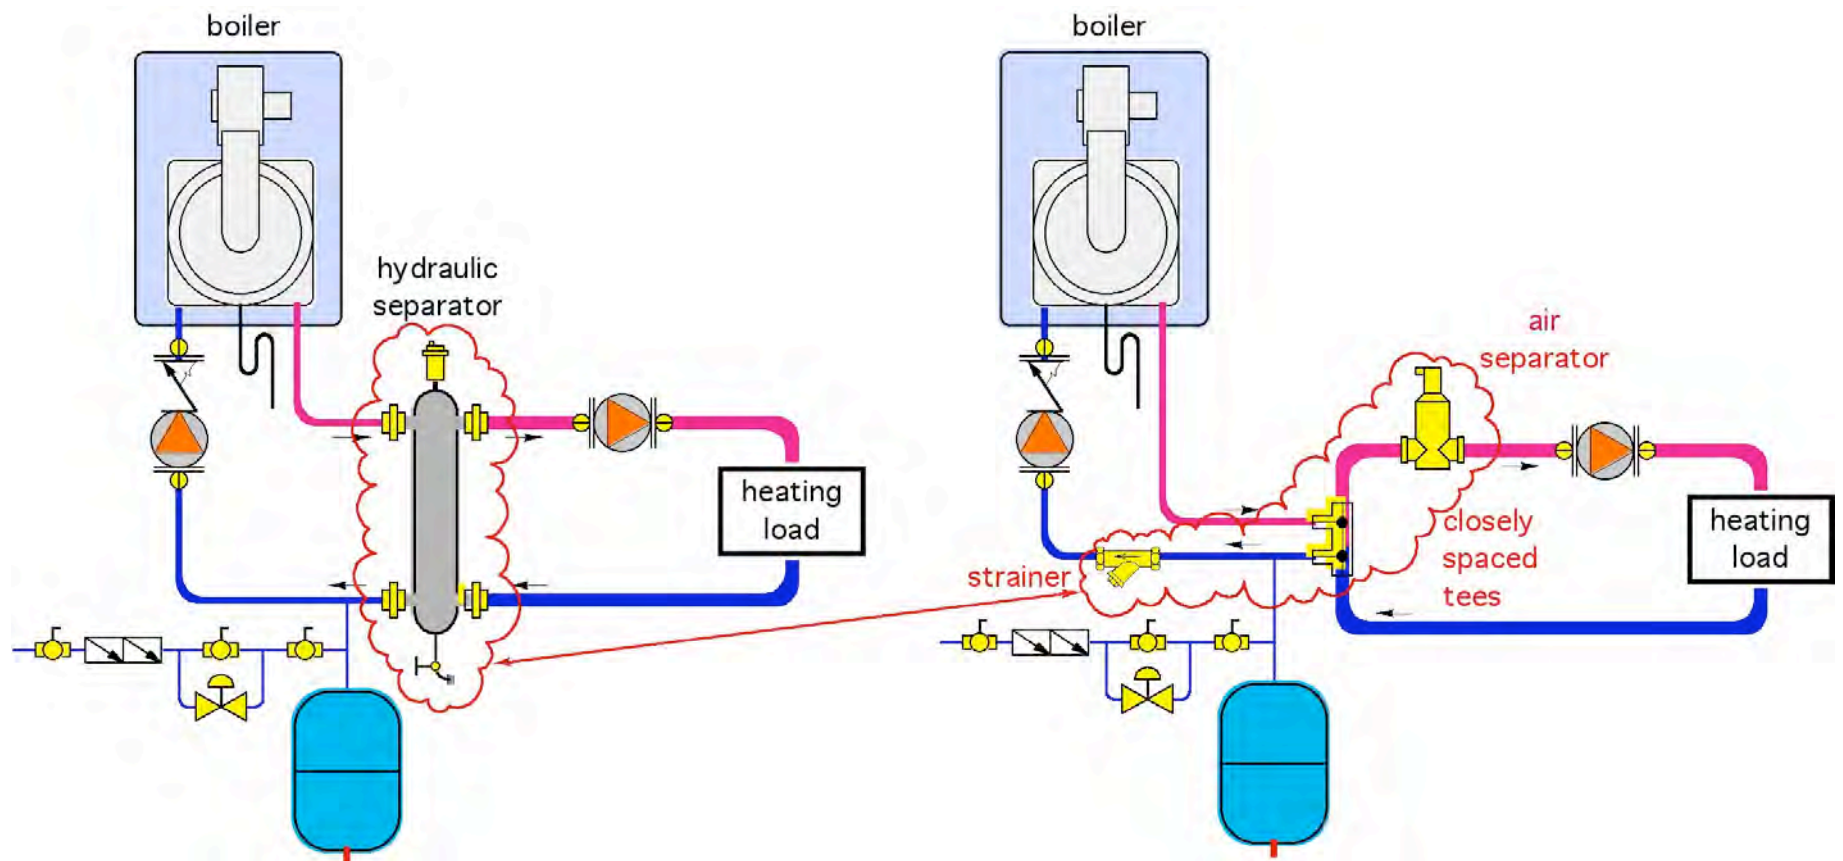 boiler
hydraulic
separator
heating
load
boiler
air
separator
closely
spaced
tees
strainer
heating
load